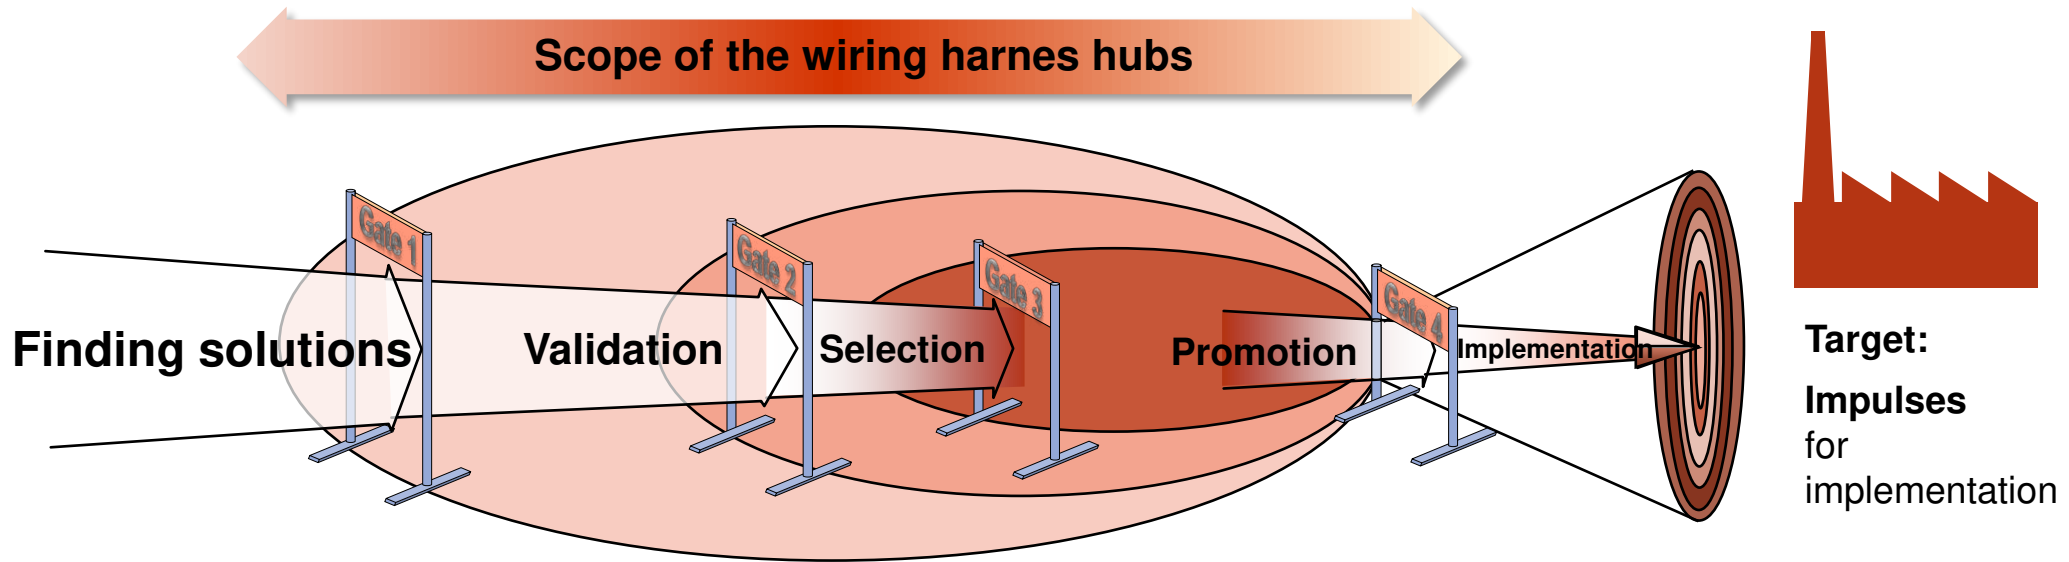 Scope of the wiring harnes hubs
Gate 1
Gate 2
Gate 3
Gate 4
Finding solutions
Validation
Selection
Promotion
Implementation
Target:
Impulses
for
implementation